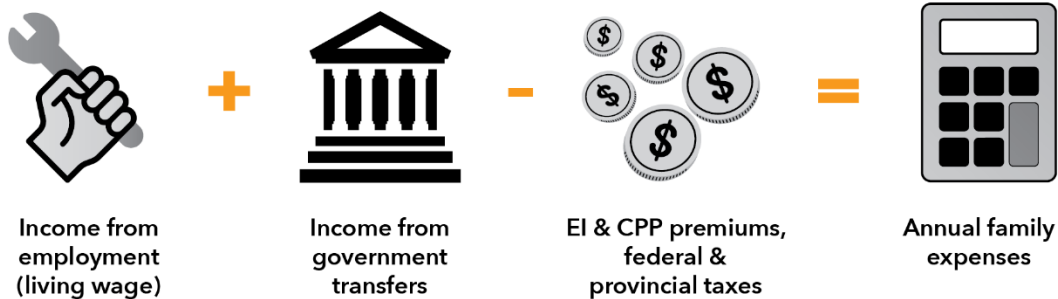 +
-
=
$
$
$
$
$
Income from
employment
(living wage)
Income from
government
transfers
EI & CPP premiums,
federal &
provincial taxes
Annual family
expenses